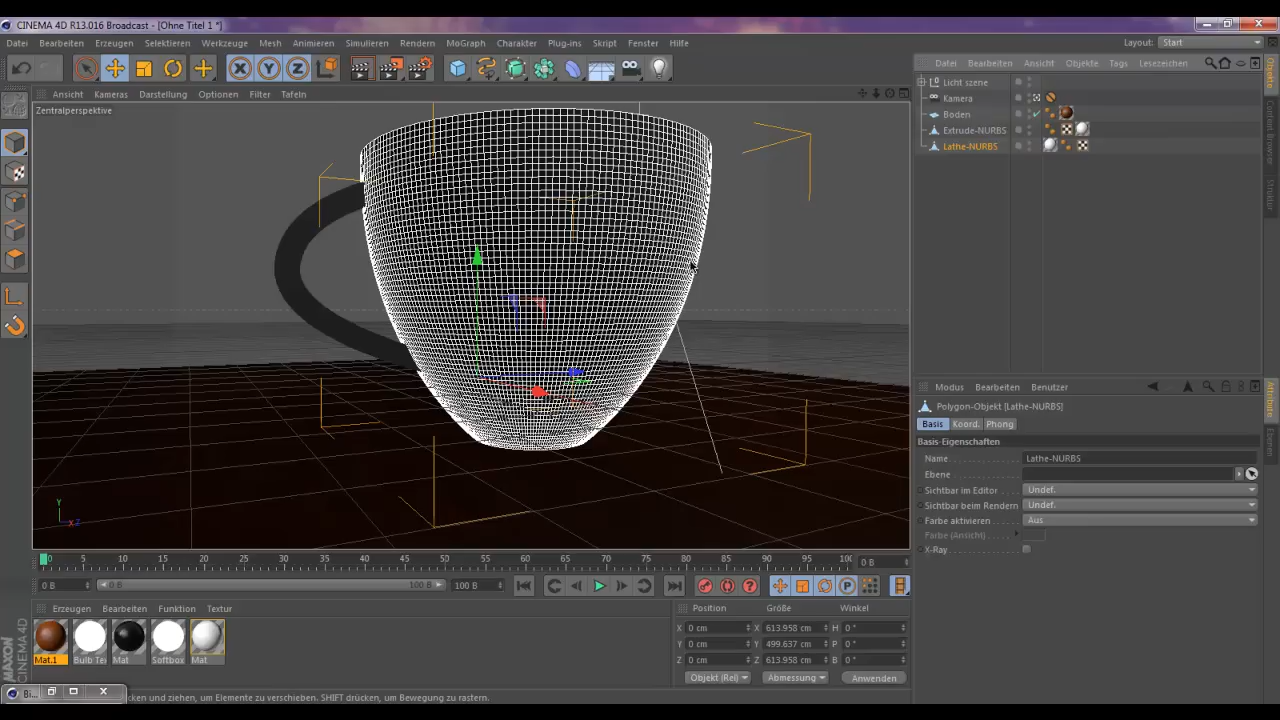 CINEMA 4D R13.016 Broadcast - [Ohne Titel 1 *]
Datei Bearbeiten Erzeugen Selektieren Werkzeuge Mesh Animieren Simulieren Rendern MoGraph Charakter Plug-ins Skript Fenster Hilfe Layout: Start
X Y Z
Datei Bearbeiten Ansicht Objekte Tags Lesezeichen
Ansicht Kameras Darstellung Optionen Filter Tafeln
Zentralperspektive
Licht szene
Kamera
Boden
Extrude-NURBS
Lathe-NURBS
Objekte
Content Browser
Struktur
Modus Bearbeiten Benutzer
Polygon-Objekt [Lathe-NURBS]
Basis Koord. Phong
Basis-Eigenschaften
Name Lathe-NURBS
Ebene
Sichtbar im Editor Undef.
Sichtbar beim Rendern Undef.
Farbe aktivieren Aus
Farbe (Ansicht)
X-Ray
Attribute
Ebenen
Y
X Z
0 5 10 15 20 25 30 35 40 45 50 55 60 65 70 75 80 85 90 95 100 0 B
0 B 0 B 100 B 100 B
Erzeugen Bearbeiten Funktion Textur
Mat.1 Bulb Te Mat Softbox Mat
Position Größe Winkel
X 0 cm X 613.958 cm H 0 °
Y 0 cm Y 499.637 cm P 0 °
Z 0 cm Z 613.958 cm B 0 °
Objekt (Rel) Abmessung Anwenden
MAXON
CINEMA 4D
Bi...
cken und ziehen, um Elemente zu verschieben. SHIFT drücken, um Bewegung zu rastern.